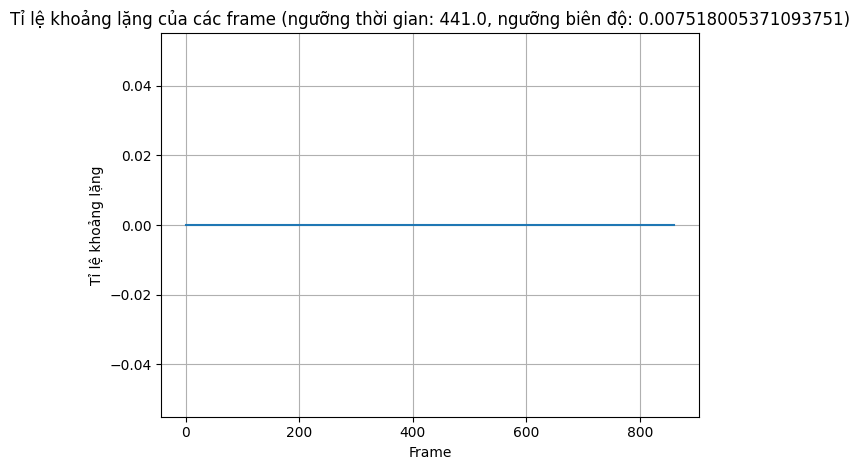 Tỉ lệ khoảng lặng của các frame (ngưỡng thời gian: 441.0, ngưỡng biên độ: 0.007518005371093751)
Tỉ lệ khoảng lặng
0.04
0.02
0.00
−0.02
−0.04
0 200 400 600 800
Frame